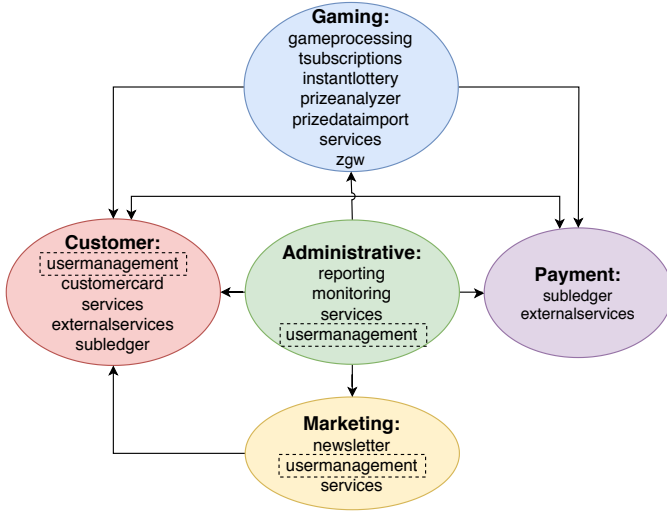 Gaming:
gameprocessing
tsubscriptions
instantlottery
prizeanalyzer
prizedataimport
services
zgw
Customer:
usermanagement
customercard
services
externalservices
subledger
Administrative:
reporting
monitoring
services
usermanagement
Payment:
subledger
externalservices
Marketing:
newsletter
usermanagement
services